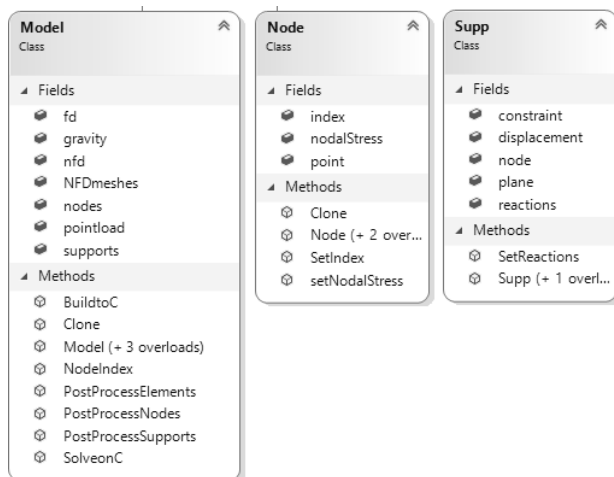 Model
Class
Fields
fd
gravity
nfd
NFDmeshes
nodes
pointload
supports
Methods
BuildtoC
Clone
Model (+ 3 overloads)
NodeIndex
PostProcessElements
PostProcessNodes
PostProcessSupports
SolveonC
Node
Class
Fields
index
nodalStress
point
Methods
Clone
Node (+ 2 over...
SetIndex
setNodalStress
Supp
Class
Fields
constraint
displacement
node
plane
reactions
Methods
SetReactions
Supp (+ 1 overl...